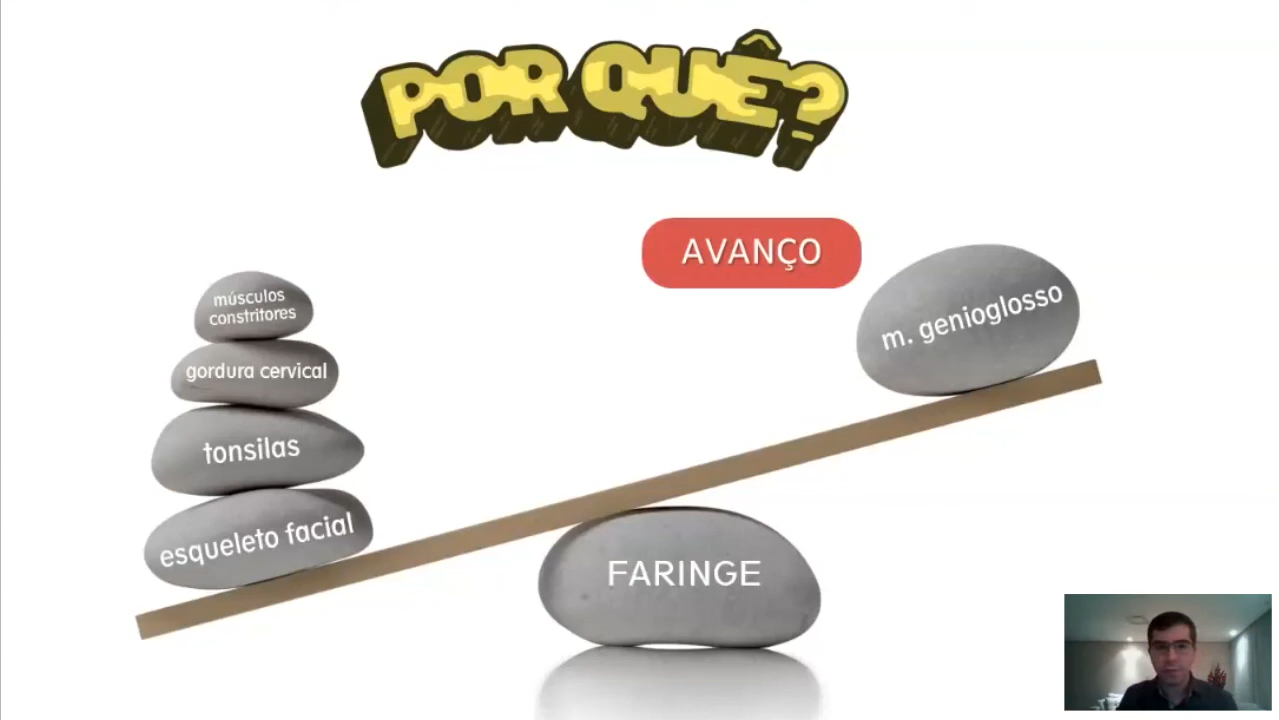 POR QUÊ?
AVANÇO
músculos
constritores
m. genioglosso
gordura cervical
tonsilas
esqueleto facial
FARINGE